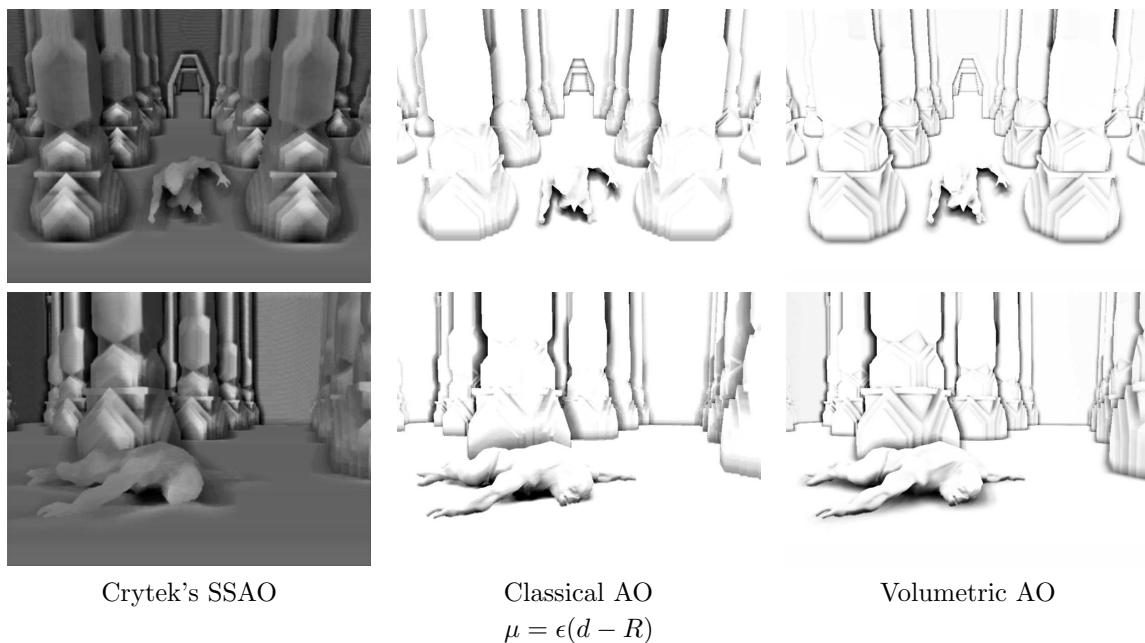 Crytek's SSAO
Classical AO
Volumetric AO
μ = ϵ(d − R)